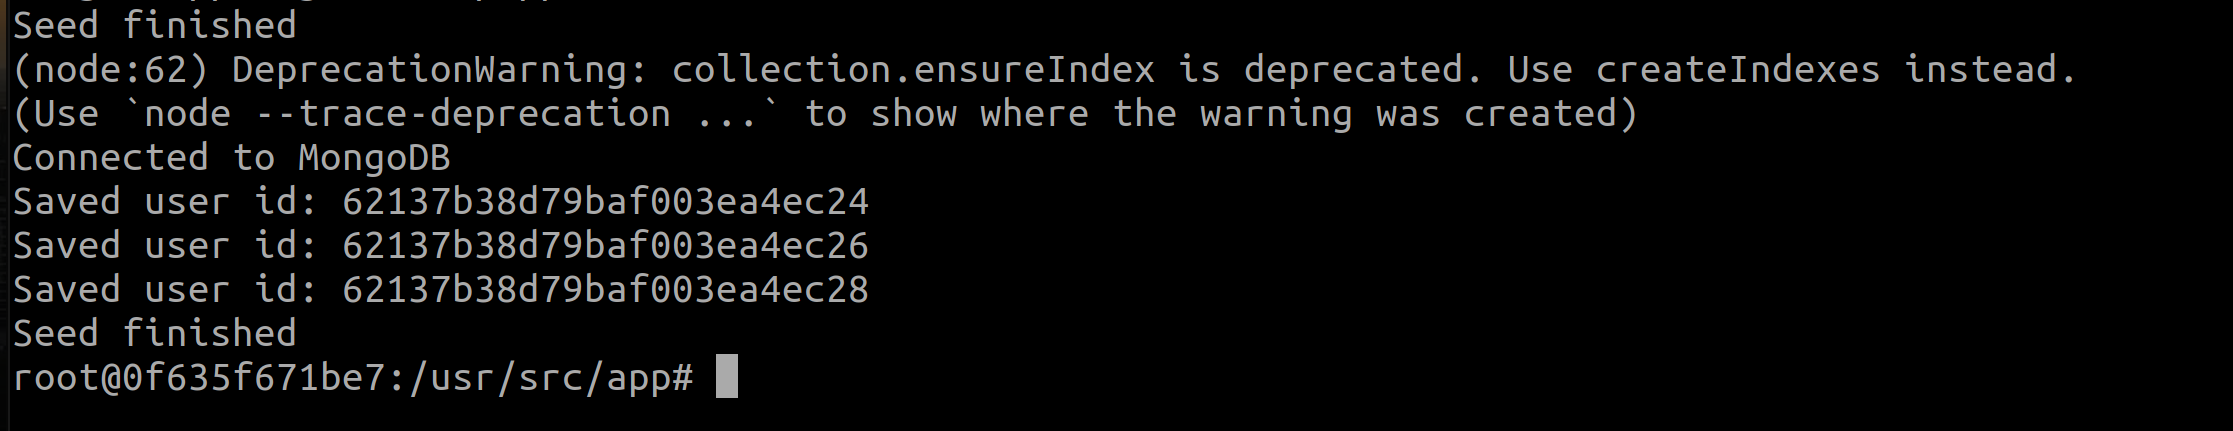 Seed finished
(node:62) DeprecationWarning: collection.ensureIndex is deprecated. Use createIndexes instead.
(Use `node --trace-deprecation ...` to show where the warning was created)
Connected to MongoDB
Saved user id: 62137b38d79baf003ea4ec24
Saved user id: 62137b38d79baf003ea4ec26
Saved user id: 62137b38d79baf003ea4ec28
Seed finished
root@0f635f671be7:/usr/src/app#